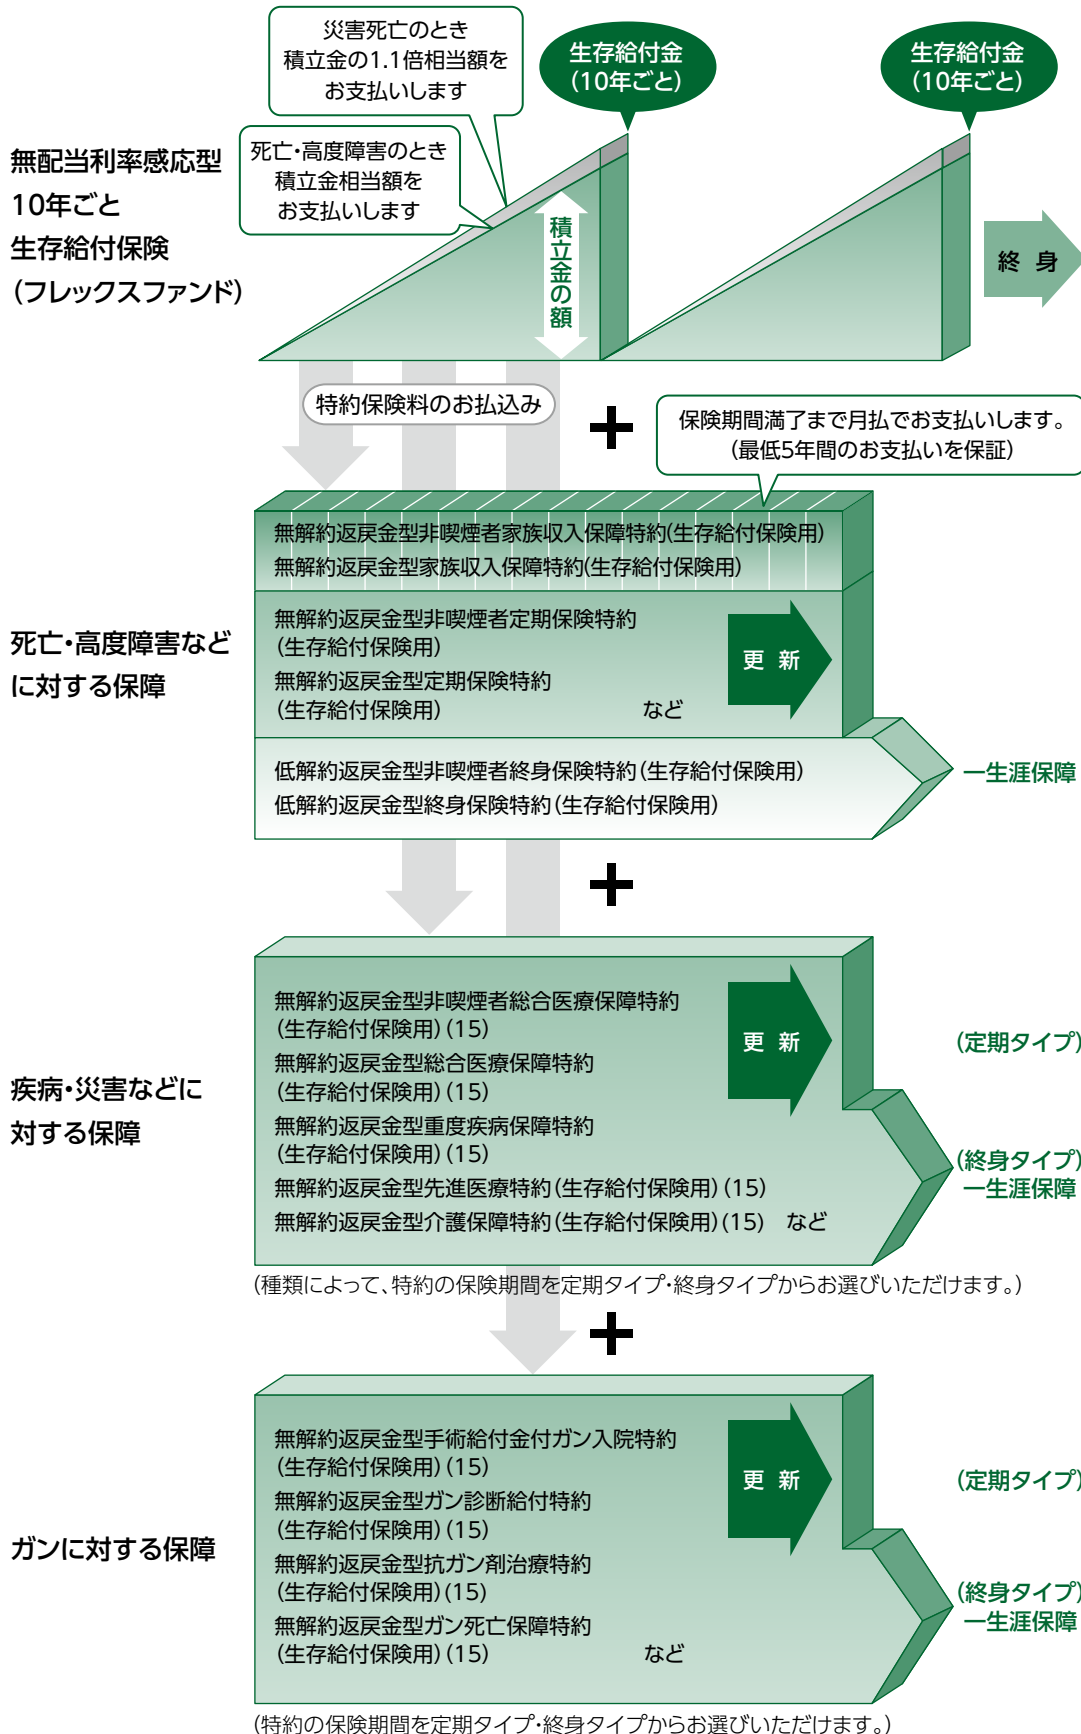 災害死亡のとき
積立金の1.1倍相当額を
お支払いします
生存給付金
(10年ごと)
生存給付金
(10年ごと)
死亡・高度障害のとき
積立金相当額を
お支払いします
無配当利率感応型
10年ごと
生存給付保険
(フレックスファンド)
積立金の額
終 身
特約保険料のお払込み
保険期間満了まで月払でお支払いします。
(最低5年間のお支払いを保証)
無解約返戻金型非喫煙者家族収入保障特約(生存給付保険用)
無解約返戻金型家族収入保障特約(生存給付保険用)
死亡・高度障害など
に対する保障
無解約返戻金型非喫煙者定期保険特約
(生存給付保険用)
無解約返戻金型定期保険特約
(生存給付保険用) など
更 新
低解約返戻金型非喫煙者終身保険特約(生存給付保険用)
低解約返戻金型終身保険特約(生存給付保険用)
一生涯保障
疾病・災害などに
対する保障
無解約返戻金型非喫煙者総合医療保障特約
(生存給付保険用)(15)
無解約返戻金型総合医療保障特約
(生存給付保険用)(15)
無解約返戻金型重度疾病保障特約
(生存給付保険用)(15)
無解約返戻金型先進医療特約(生存給付保険用)(15)
無解約返戻金型介護保障特約(生存給付保険用)(15) など
更 新
(定期タイプ)
(終身タイプ)
一生涯保障
(種類によって、特約の保険期間を定期タイプ・終身タイプからお選びいただけます。)
ガンに対する保障
無解約返戻金型手術給付金付ガン入院特約
(生存給付保険用)(15)
無解約返戻金型ガン診断給付特約
(生存給付保険用)(15)
無解約返戻金型抗ガン剤治療特約
(生存給付保険用)(15)
無解約返戻金型ガン死亡保障特約
(生存給付保険用)(15) など
更 新
(定期タイプ)
(終身タイプ)
一生涯保障
(特約の保険期間を定期タイプ・終身タイプからお選びいただけます。)